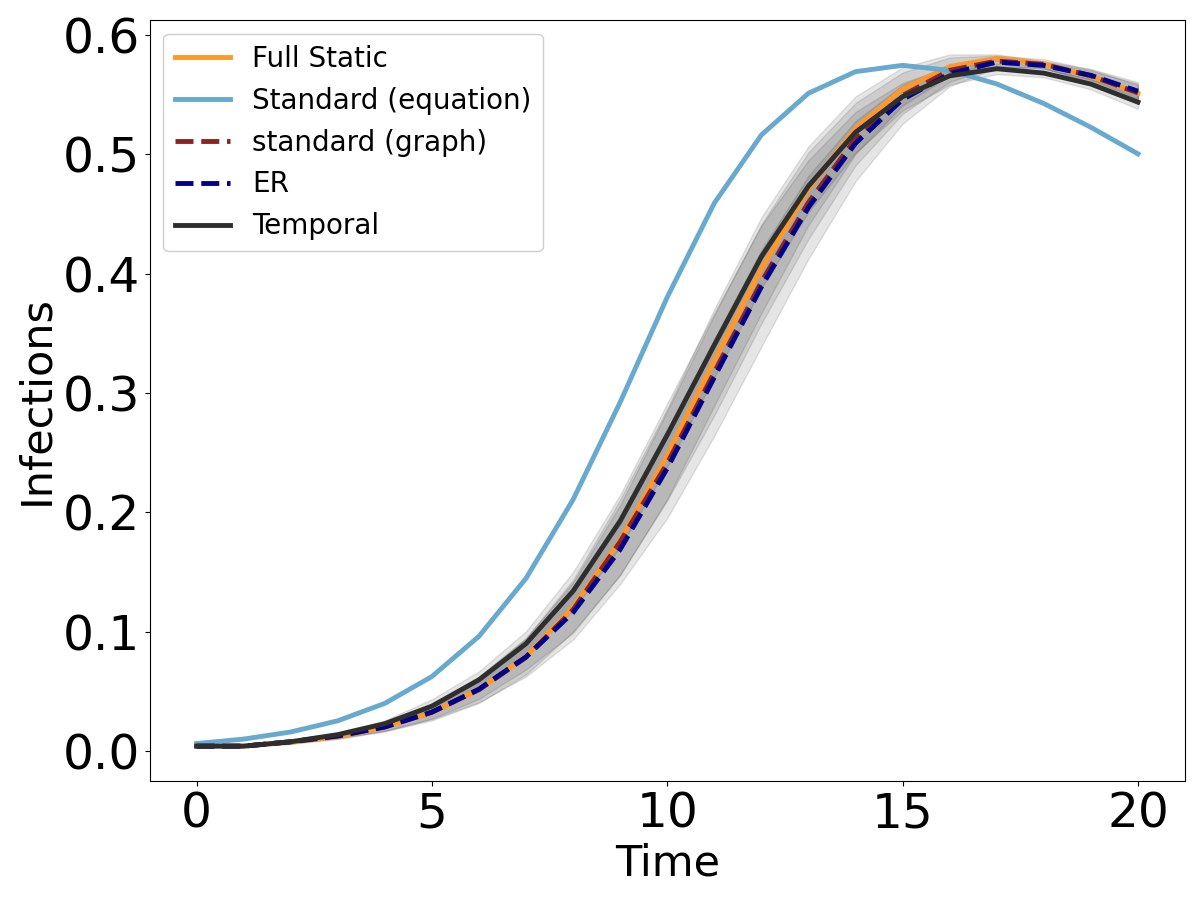 Full Static
Standard (equation)
standard (graph)
ER
Temporal
0.6
0.5
0.4
0.3
0.2
0.1
0.0
Infections
0 5 10 15 20
Time